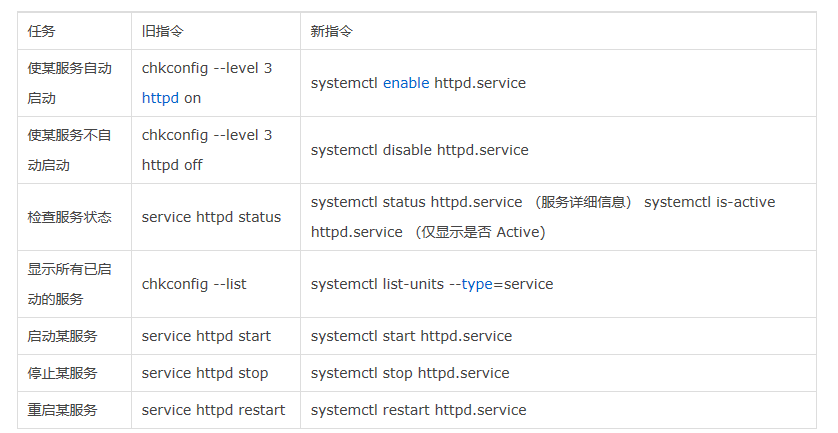 任务 旧指令 新指令
使某服务自动 chkconfig --level 3
systemctl enable httpd.service
启动 httpd on
使某服务不自 chkconfig --level 3
systemctl disable httpd.service
动启动 httpd off
systemctl status httpd.service （服务详细信息） systemctl is-active
检查服务状态 service httpd status
httpd.service （仅显示是否 Active)
显示所有已启
chkconfig --list systemctl list-units --type=service
动的服务
启动某服务 service httpd start systemctl start httpd.service
停止某服务 service httpd stop systemctl stop httpd.service
重启某服务 service httpd restart systemctl restart httpd.service